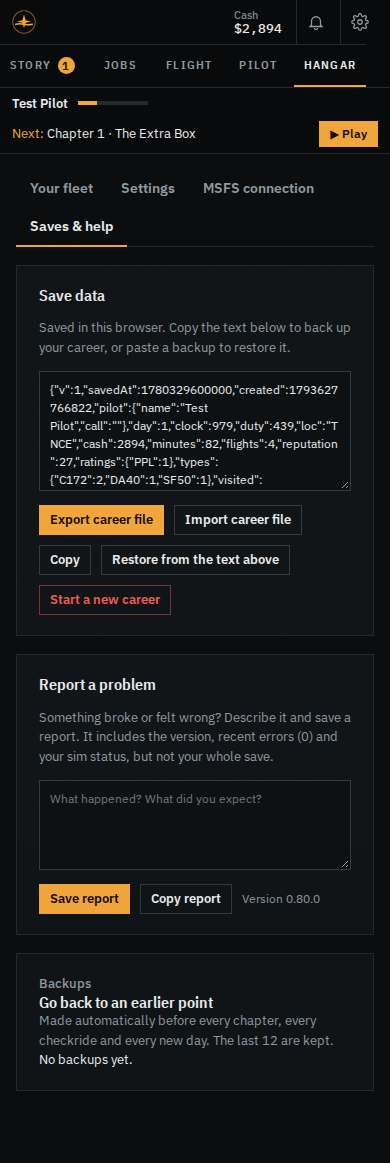 Cash
$2,894
STORY 1 JOBS FLIGHT PILOT HANGAR
Test Pilot
Next: Chapter 1 · The Extra Box
▶ Play
Your fleet Settings MSFS connection
Saves & help
Save data
Saved in this browser. Copy the text below to back up
your career, or paste a backup to restore it.
{"v":1,"savedAt":1780329600000,"created":1793627
766822,"pilot":{"name":"Test
Pilot","call":""},"day":1,"clock":979,"duty":439,"loc":"T
NCE","cash":2894,"minutes":82,"flights":4,"reputation
":27,"ratings":{"PPL":1},"types":
{"C172":2,"DA40":1,"SF50":1},"visited":
Export career file Import career file
Copy Restore from the text above
Start a new career
Report a problem
Something broke or felt wrong? Describe it and save a
report. It includes the version, recent errors (0) and
your sim status, but not your whole save.
What happened? What did you expect?
Save report Copy report Version 0.80.0
Backups
Go back to an earlier point
Made automatically before every chapter, every
checkride and every new day. The last 12 are kept.
No backups yet.